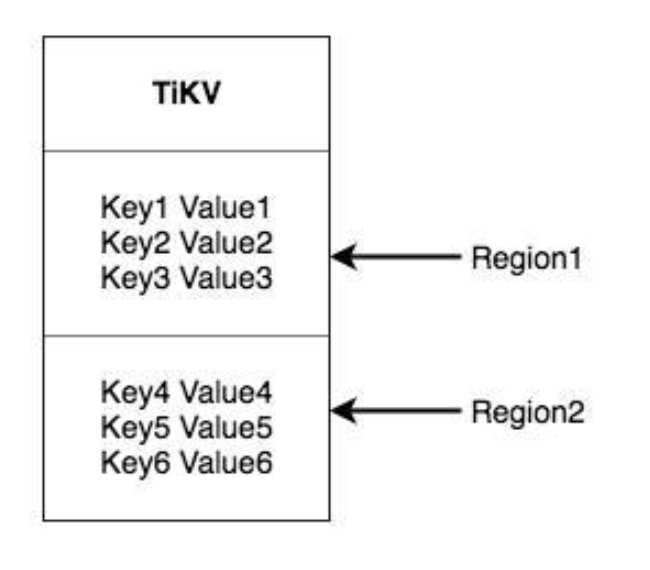 TiKV
Key1 Value1
Key2 Value2
Key3 Value3
Region1
Key4 Value4
Key5 Value5
Key6 Value6
Region2